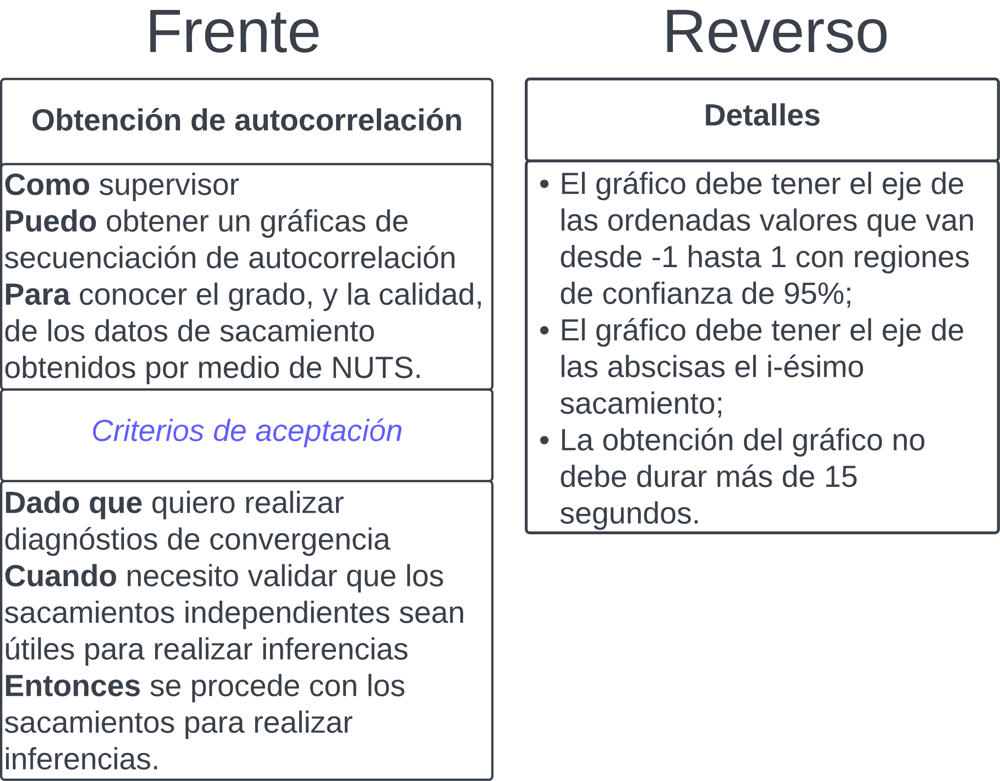 Frente
Obtención de autocorrelación
Como supervisor
Puedo obtener un gráficas de
secuenciación de autocorrelación
Para conocer el grado, y la calidad,
de los datos de sacamiento
obtenidos por medio de NUTS.
Criterios de aceptación
Dado que quiero realizar
diagnóstios de convergencia
Cuando necesito validar que los
sacamientos independientes sean
útiles para realizar inferencias
Entonces se procede con los
sacamientos para realizar
inferencias.
Reverso
Detalles
• El gráfico debe tener el eje de
las ordenadas valores que van
desde -1 hasta 1 con regiones
de confianza de 95%;
• El gráfico debe tener el eje de
las abscisas el i-ésimo
sacamiento;
• La obtención del gráfico no
debe durar más de 15
segundos.